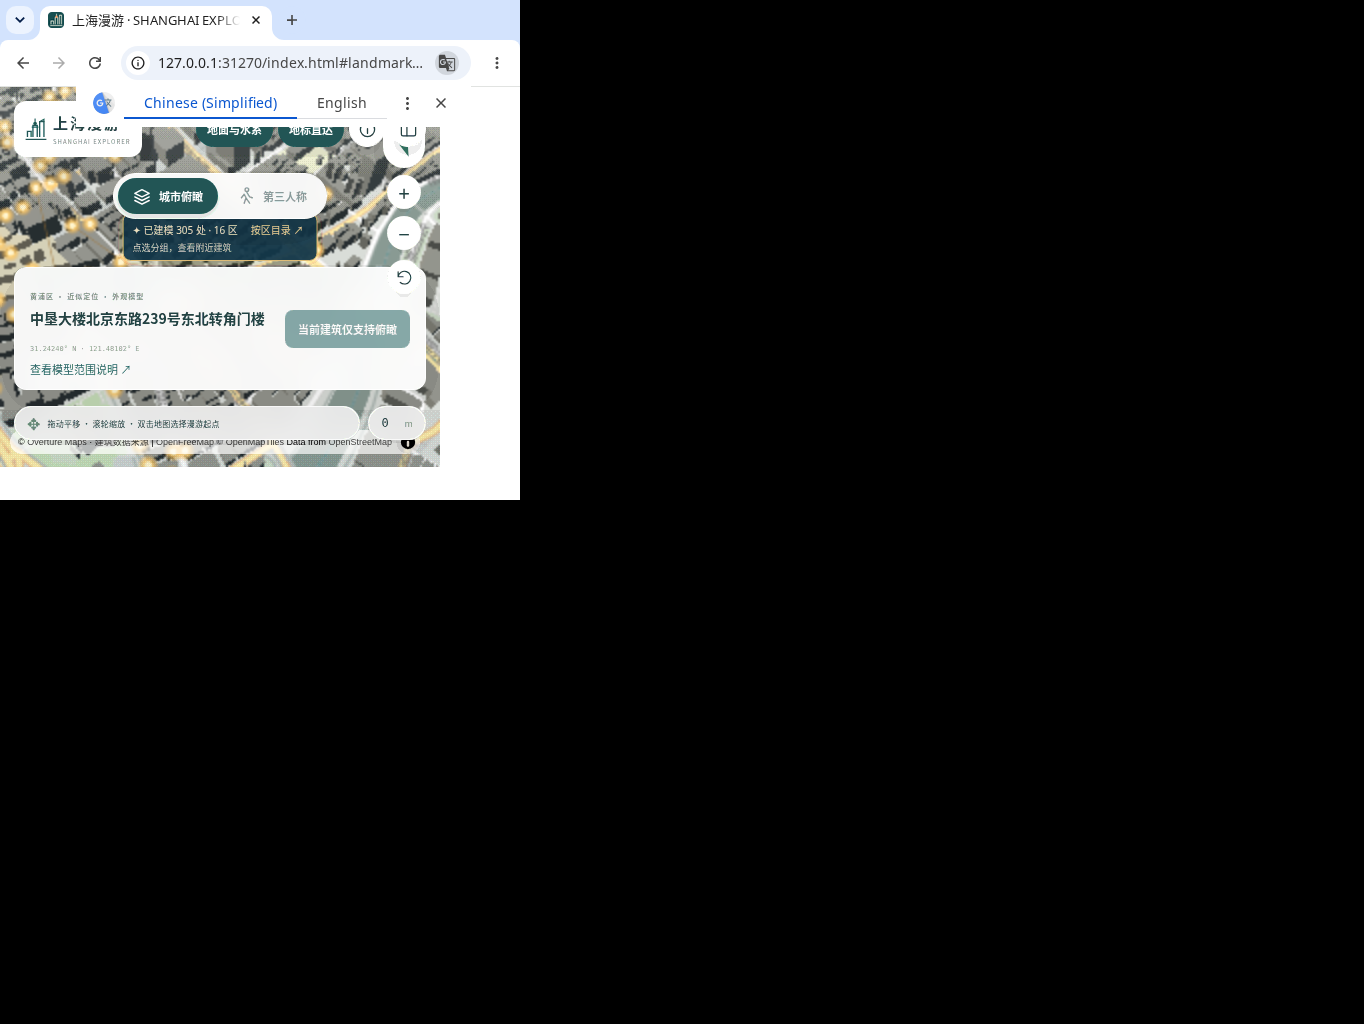 上海漫游 · SHANGHAI EXPLO
127.0.0.1:31270/index.html#landmark...
Chinese (Simplified)
English
上海漫游
SHANGHAI EXPLORER
地面与水系
地标直达
城市俯瞰
第三人称
✦ 已建模 305 处 · 16 区 按区目录 ↗
点选分组，查看附近建筑
黄浦区 · 近似定位 · 外观模型
中垦大楼北京东路239号东北转角门楼
当前建筑仅支持俯瞰
31.24240° N · 121.48102° E
查看模型范围说明 ↗
拖动平移 · 滚轮缩放 · 双击地图选择漫游起点
0 m
© Overture Maps · 建筑数据来源 | OpenFreeMap © OpenMapTiles Data from OpenStreetMap